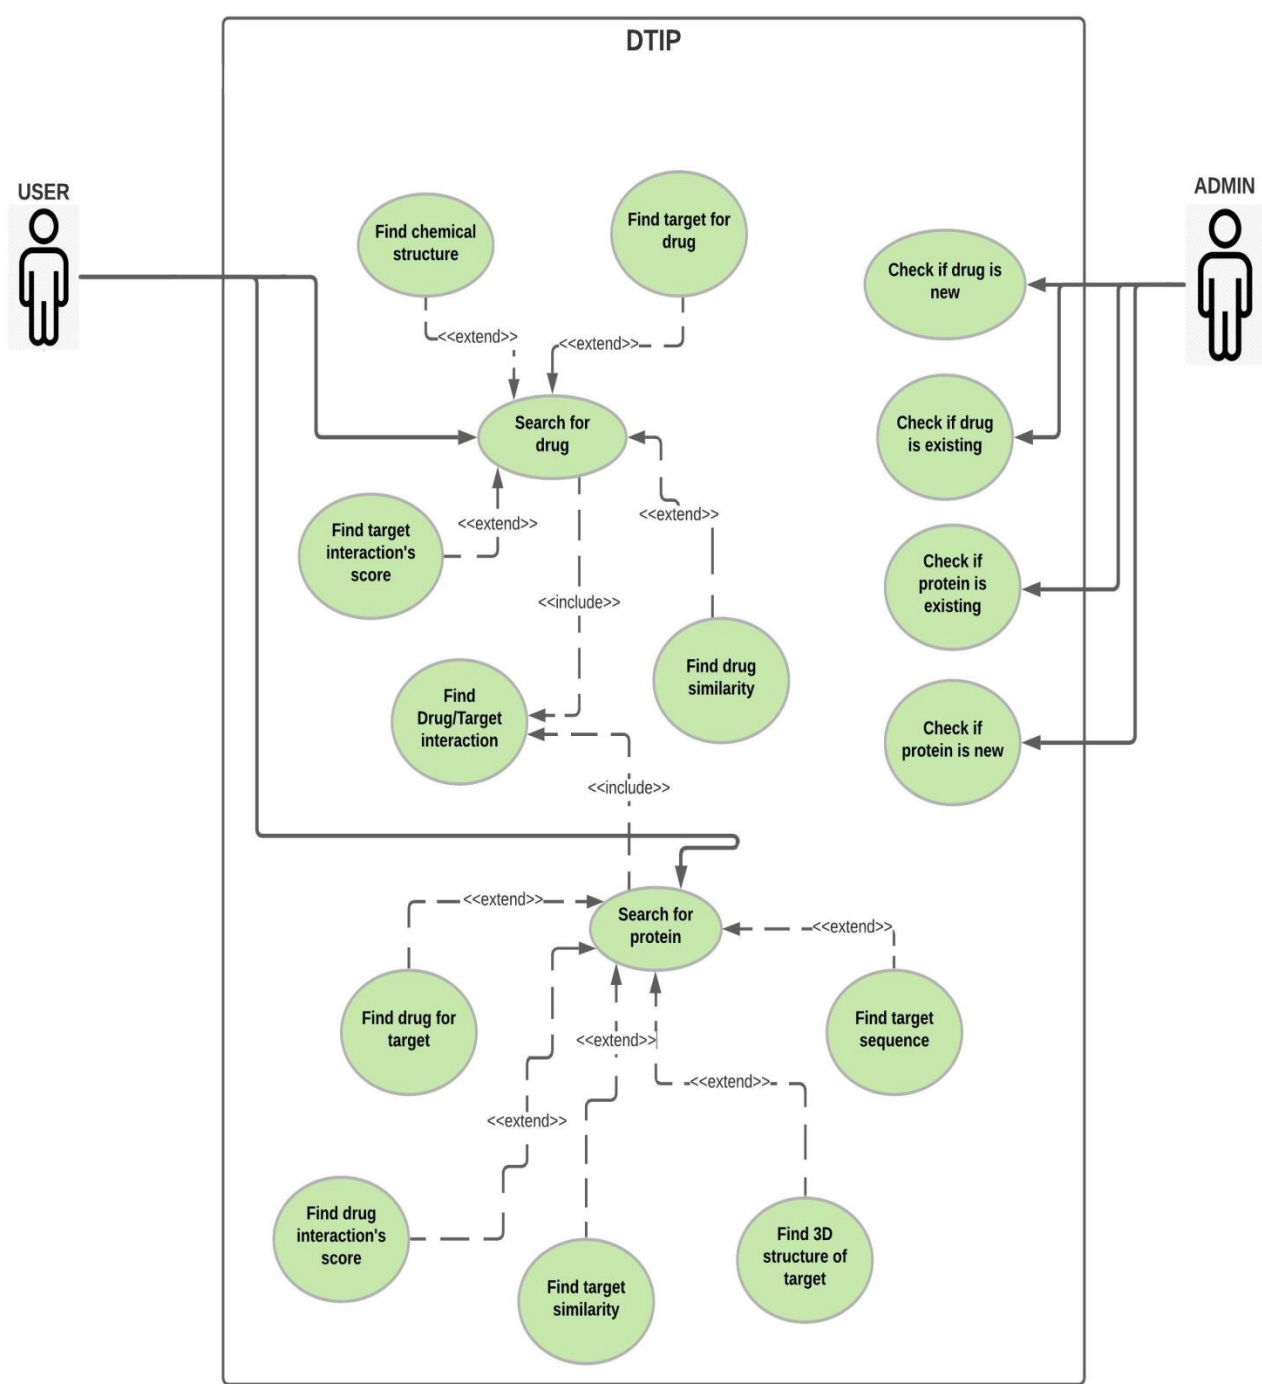 DTIP
USER
ADMIN
Find chemical
structure
Find target for
drug
Check if drug is
new
<<extend>>
<<extend>>
Search for
drug
Check if drug
is existing
Find target
interaction's
score
<<extend>>
<<extend>>
Check if
protein is
existing
<<include>>
Find drug
similarity
Find
Drug/Target
interaction
Check if
protein is new
<<include>>
<<extend>>
Search for
protein
<<extend>>
Find drug for
target
<<extend>>
Find target
sequence
<<extend>>
<<extend>>
Find drug
interaction's
score
Find target
similarity
Find 3D
structure of
target